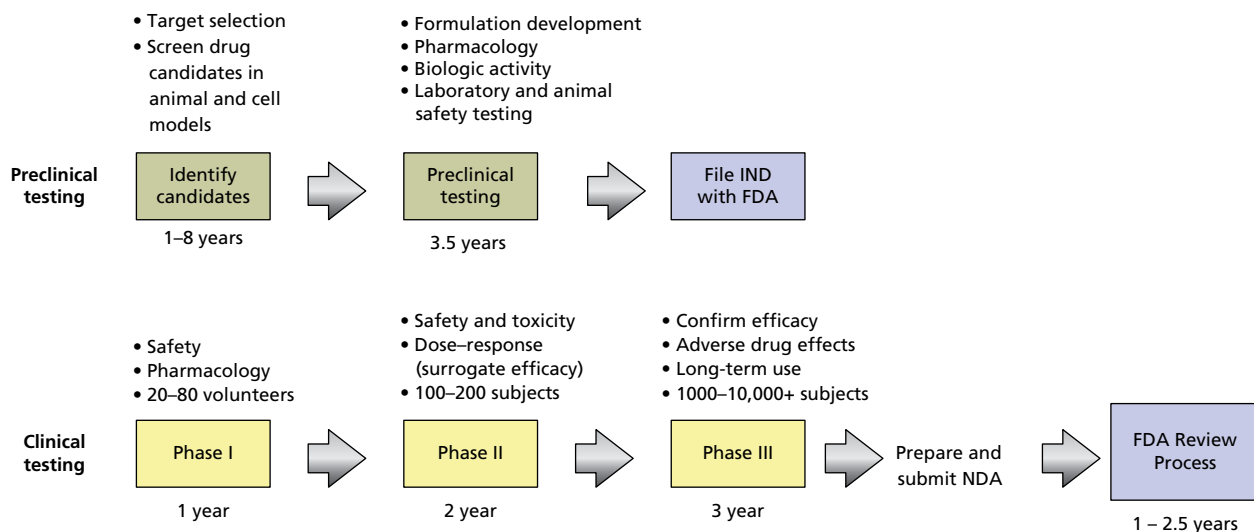 • Target selection
• Screen drug
candidates in
animal and cell
models
• Formulation development
• Pharmacology
• Biologic activity
• Laboratory and animal
safety testing
Preclinical
testing
Identify
candidates
Preclinical
testing
File IND
with FDA
1–8 years
3.5 years
• Safety
• Pharmacology
• 20–80 volunteers
• Safety and toxicity
• Dose–response
(surrogate efficacy)
• 100–200 subjects
• Confirm efficacy
• Adverse drug effects
• Long-term use
• 1000–10,000+ subjects
Clinical
testing
Phase I
Phase II
Phase III
Prepare and
submit NDA
FDA Review
Process
1 year
2 year
3 year
1 – 2.5 years